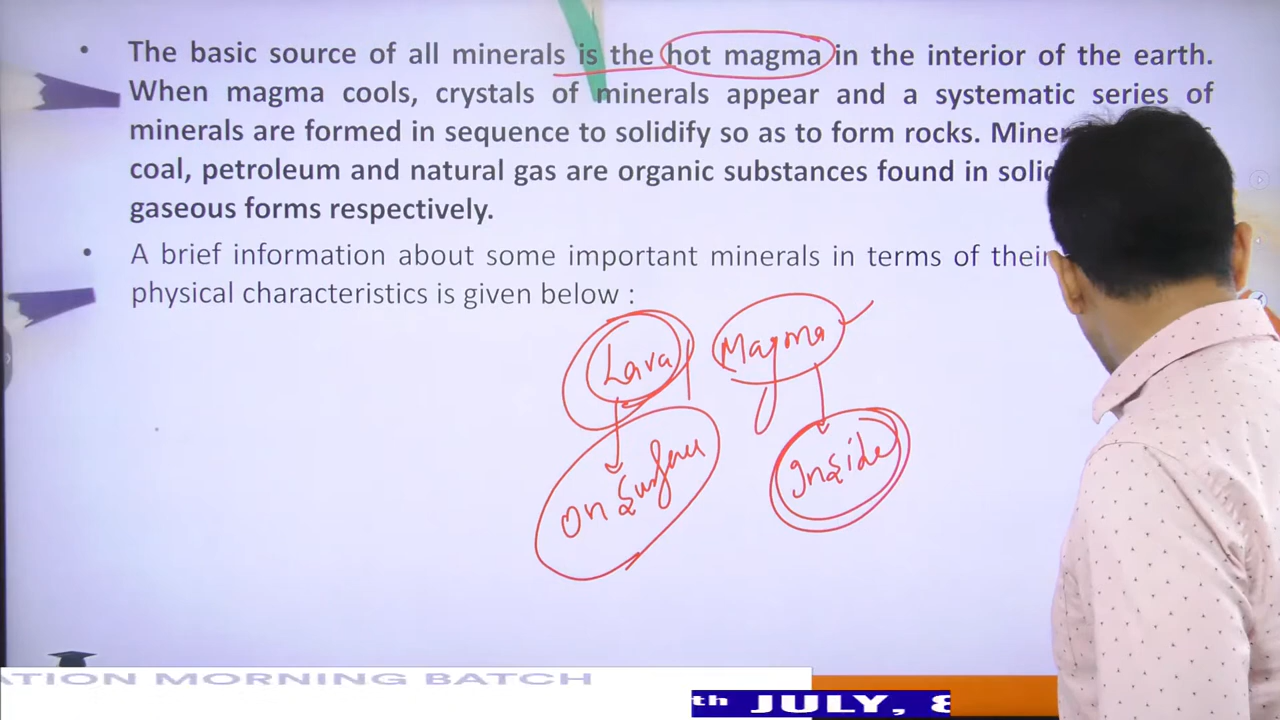 • The basic source of all minerals is the hot magma in the interior of the earth.
When magma cools, crystals of minerals appear and a systematic series of
minerals are formed in sequence to solidify so as to form rocks.
coal, petroleum and natural gas are organic substances found in
gaseous forms respectively.
• A brief information about some important minerals in terms of their
physical characteristics is given below :
Lava Magma
On Surface Inside
ATION MORNING BATCH
th JULY, 8